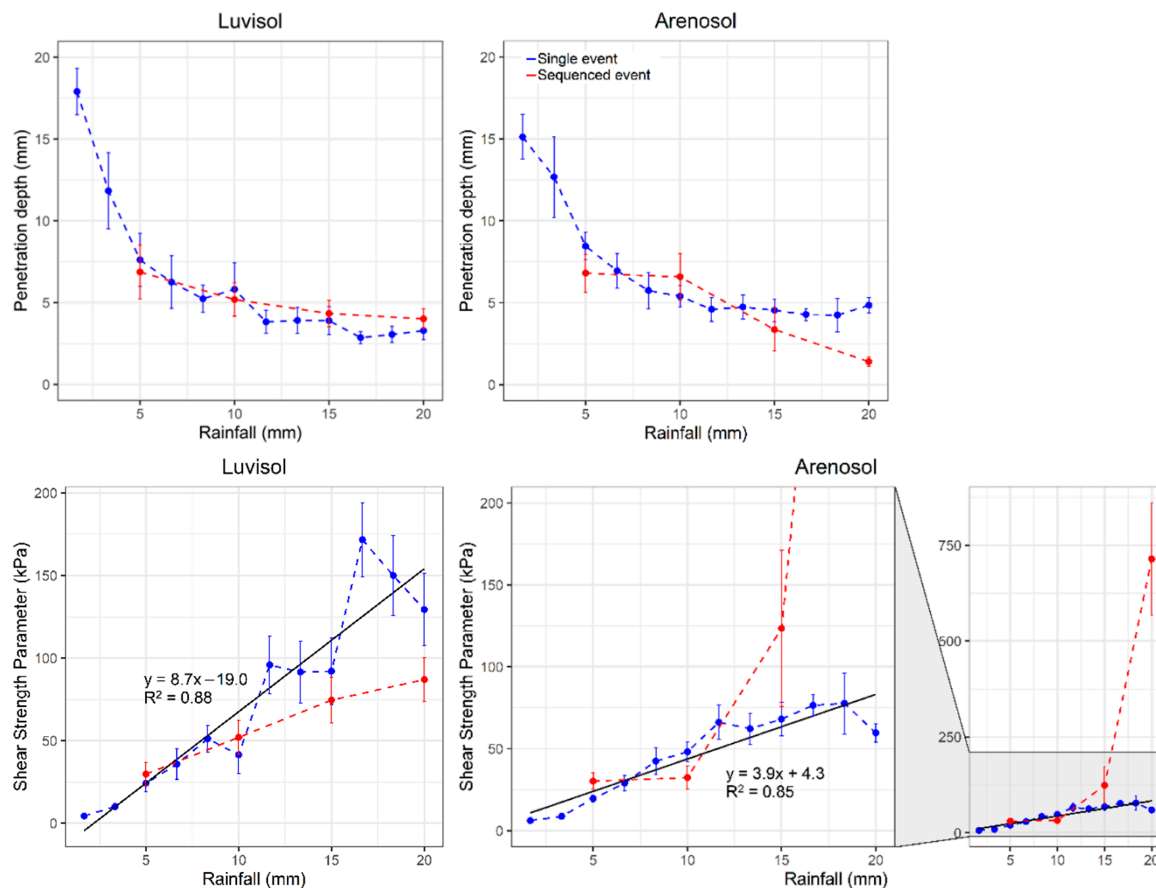 Luvisol
Arenosol
Penetration depth (mm)
20
15
10
5
0
5 10 15 20
Rainfall (mm)
Penetration depth (mm)
20
15
10
5
0
Single event
Sequenced event
5 10 15 20
Rainfall (mm)
Luvisol
Arenosol
Shear Strength Parameter (kPa)
200
150
100
50
0
y = 8.7x − 19.0
R² = 0.88
5 10 15 20
Rainfall (mm)
Shear Strength Parameter (kPa)
200
150
100
50
0
y = 3.9x + 4.3
R² = 0.85
5 10 15 20
Rainfall (mm)
750
500
250
0
5 10 15 20